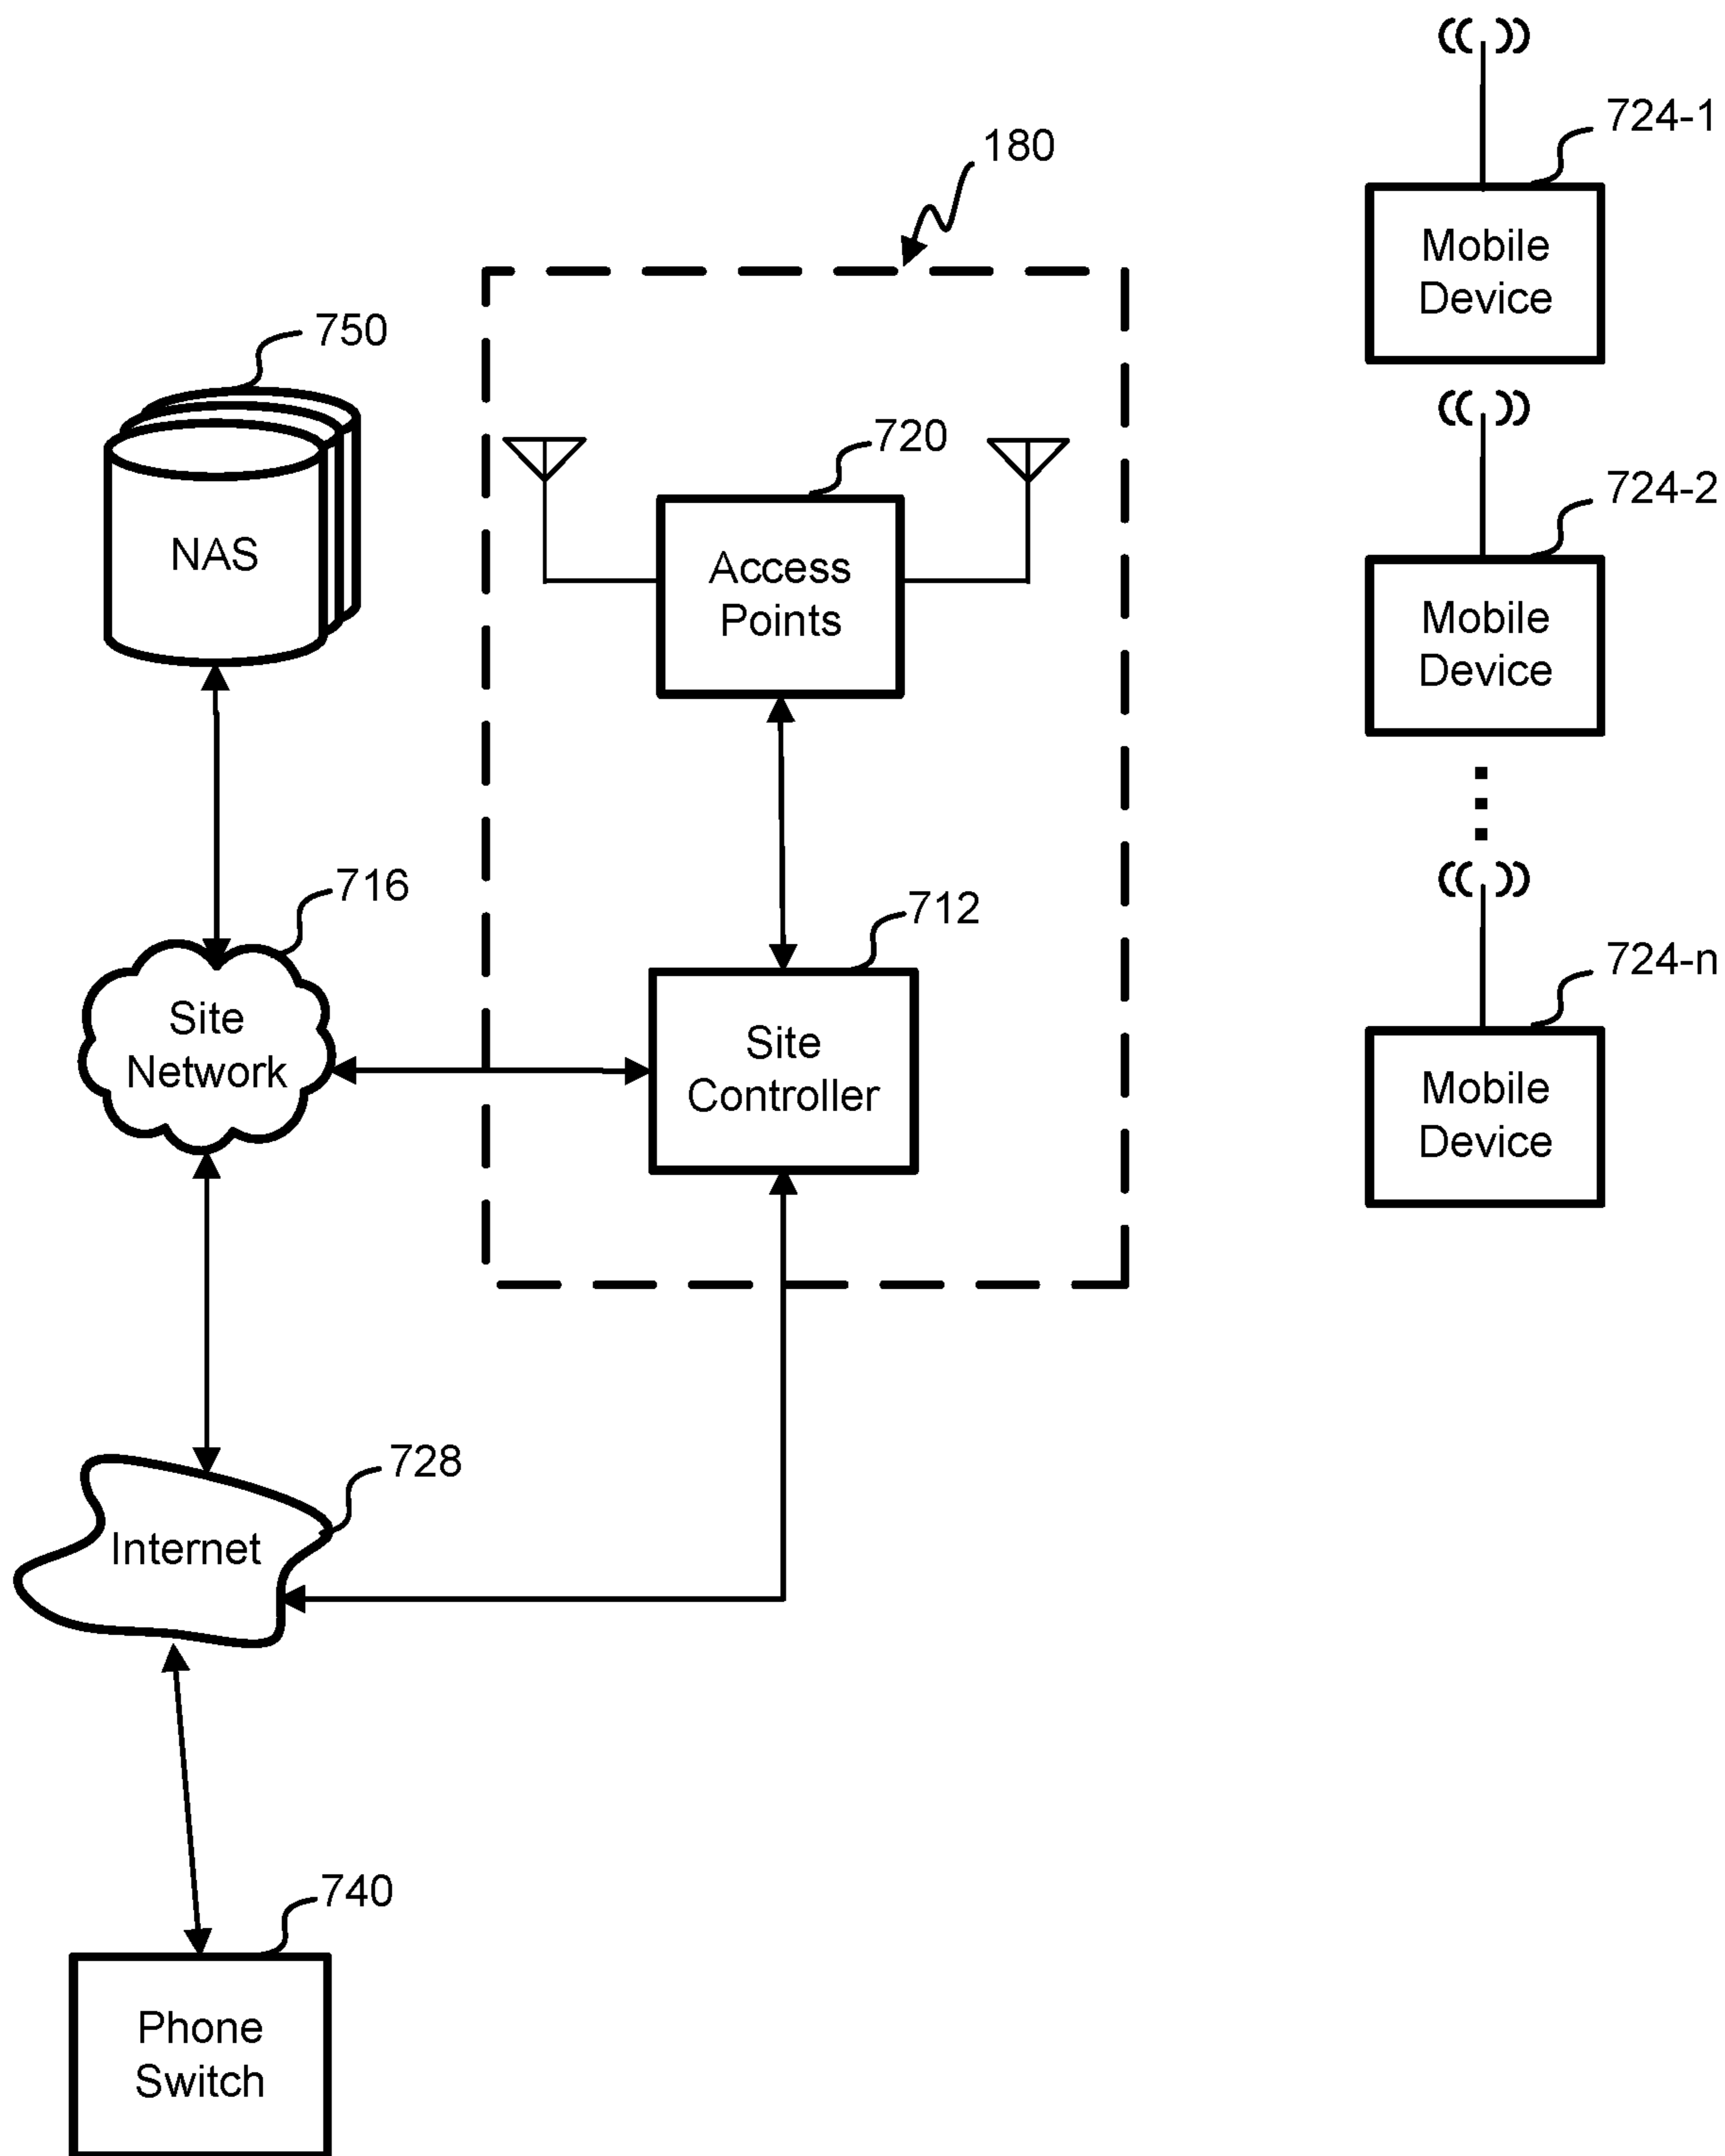 724-1
180
Mobile
Device
750
720
724-2
NAS
Access
Points
Mobile
Device
716
712
724-n
Site
Network
Site
Controller
Mobile
Device
728
Internet
740
Phone
Switch